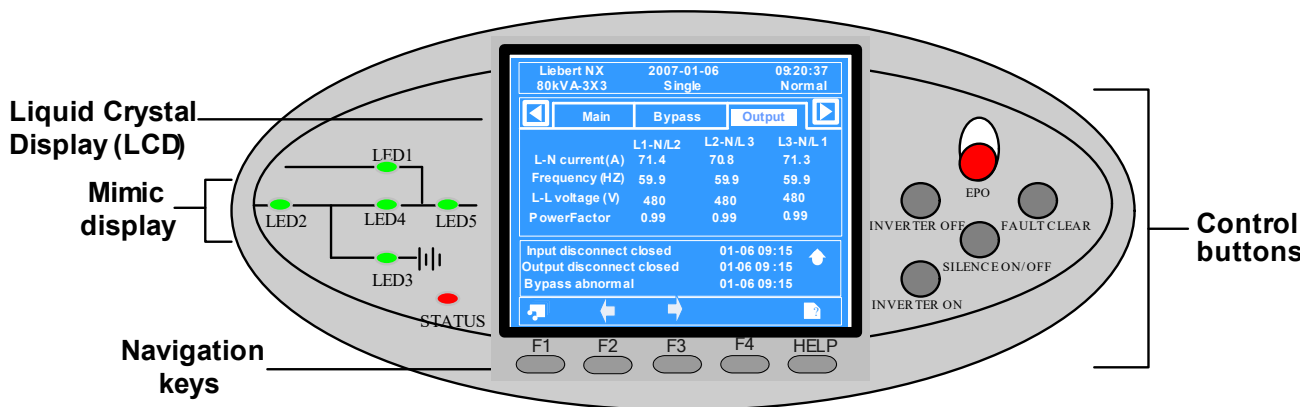 Liquid Crystal
Display (LCD)
Mimic
display
Navigation
keys
LED1
LED2
LED4
LED5
LED3
STATUS
Liebert NX 2007-01-06 09:20:37
80kVA-3X3 Single Normal
Main Bypass Output
L1-N/L2 L2-N/L3 L3-N/L1
L-N current(A) 71.4 70.8 71.3
Frequency (HZ) 59.9 59.9 59.9
L-L voltage (V) 480 480 480
PowerFactor 0.99 0.99 0.99
Input disconnect closed 01-06 09:15
Output disconnect closed 01-06 09:15
Bypass abnormal 01-06 09:15
?
F1 F2 F3 F4 HELP
EPO
INVERTER OFF
FAULT CLEAR
SILENCE ON/OFF
INVERTER ON
Control
buttons